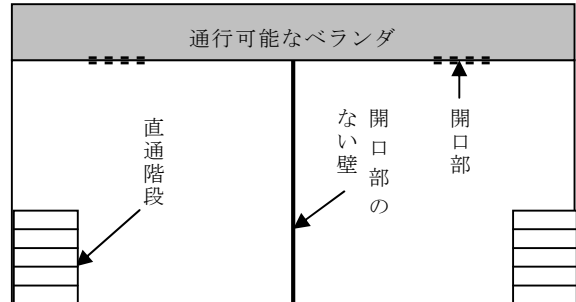 通行可能なベランダ
直通階段
開口部の
ない壁
開口部